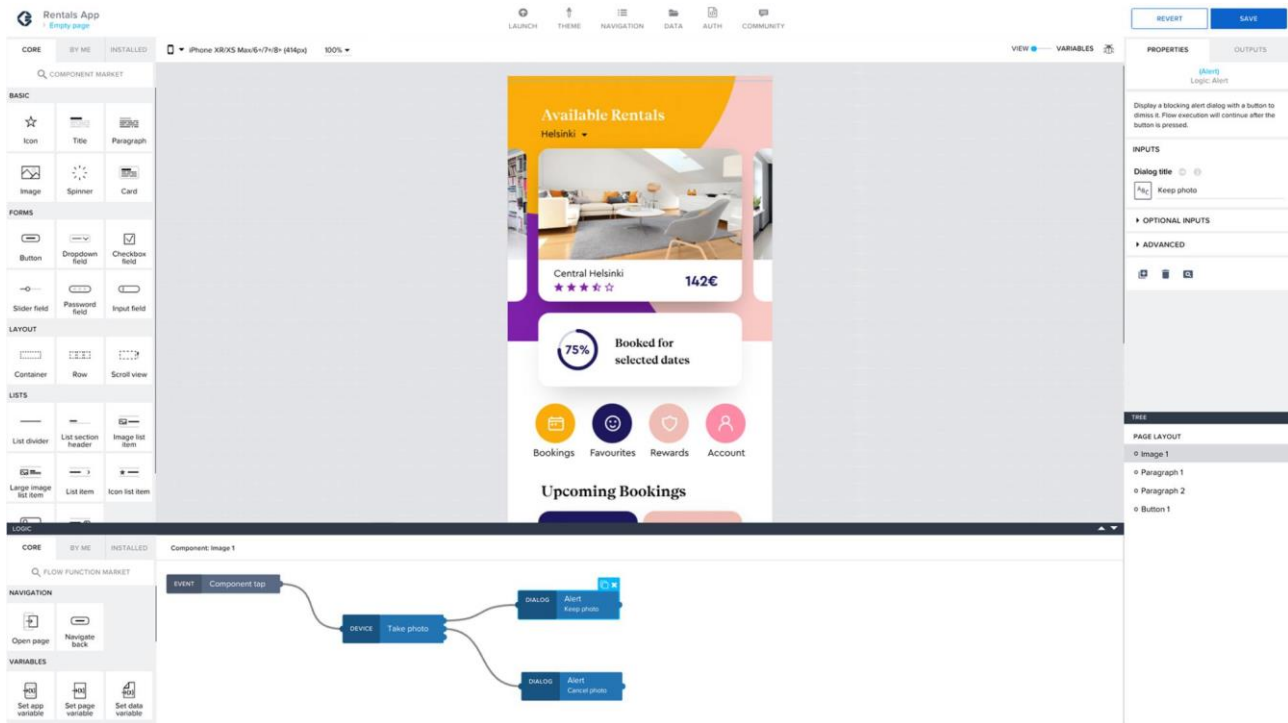 Rentals App
› Empty page
LAUNCH THEME NAVIGATION DATA AUTH COMMUNITY
REVERT SAVE
CORE BY ME INSTALLED
iPhone XR/XS Max/6+/7+/8+ (414px) 100%
VIEW VARIABLES
PROPERTIES OUTPUTS
COMPONENT MARKET
BASIC
Icon Title Paragraph
Image Spinner Card
FORMS
Button Dropdown field Checkbox field
Slider field Password field Input field
LAYOUT
Container Row Scroll view
LISTS
List divider List section header Image list item
Large image list item List item Icon list item
Available Rentals
Helsinki
Central Helsinki
142€
75%
Booked for
selected dates
Bookings Favourites Rewards Account
Upcoming Bookings
(Alert)
Logic: Alert
Display a blocking alert dialog with a button to
dimiss it. Flow execution will continue after the
button is pressed.
INPUTS
Dialog title
ABC Keep photo
OPTIONAL INPUTS
ADVANCED
TREE
PAGE LAYOUT
Image 1
Paragraph 1
Paragraph 2
Button 1
LOGIC
CORE BY ME INSTALLED
Component: Image 1
FLOW FUNCTION MARKET
NAVIGATION
Open page Navigate back
VARIABLES
Set app variable Set page variable Set data variable
EVENT Component tap
DEVICE Take photo
DIALOG Alert
Keep photo
DIALOG Alert
Cancel photo